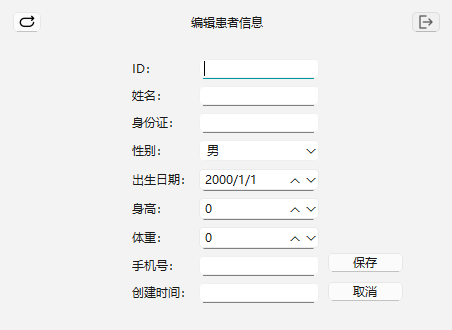 编辑患者信息
ID：
姓名：
身份证：
性别： 男
出生日期： 2000/1/1
身高： 0
体重： 0
手机号： 保存
创建时间： 取消